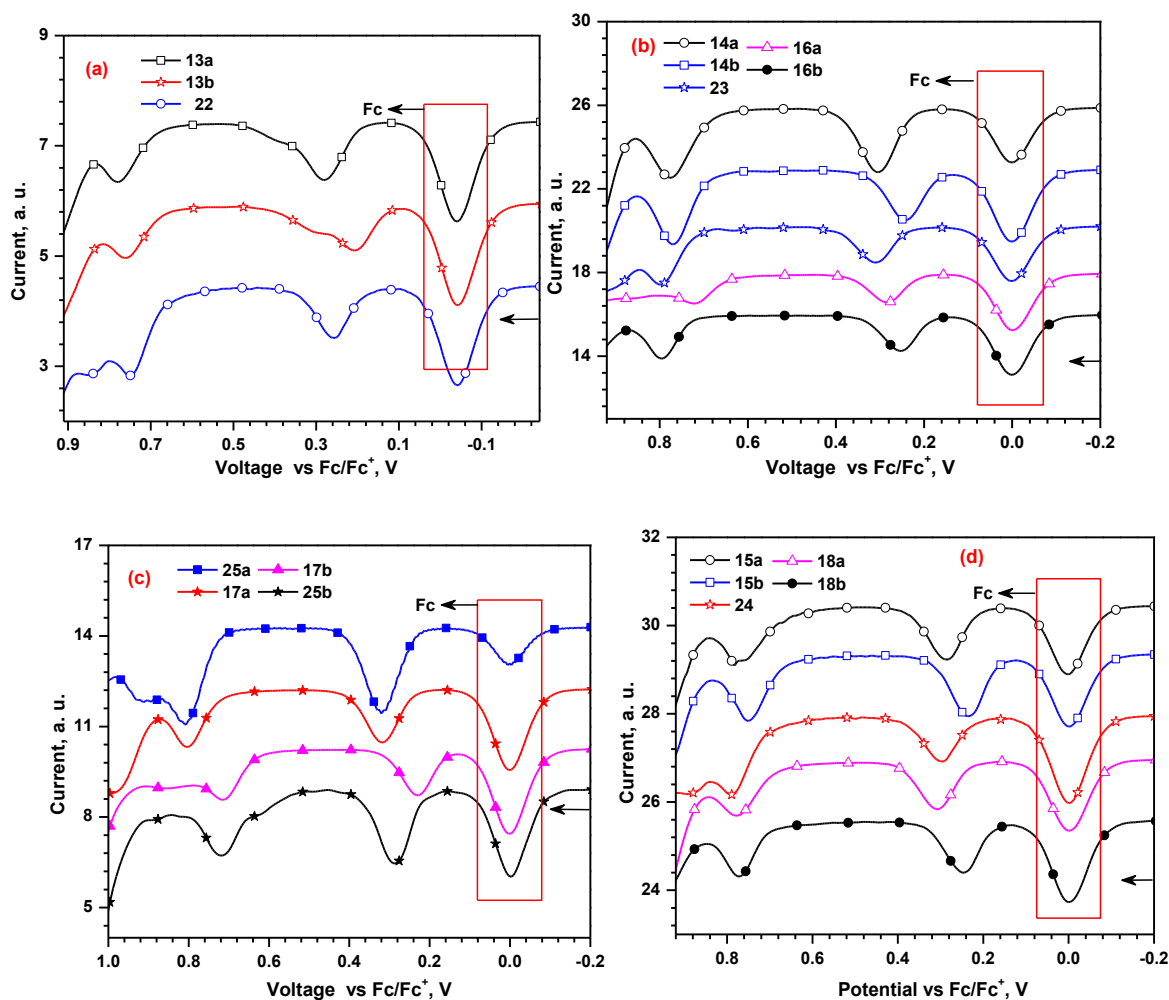 (a)
13a
13b
22
Fc
9
7
5
3
Current, a. u.
0.9 0.7 0.5 0.3 0.1 -0.1
Voltage vs Fc/Fc+, V
(b)
14a 16a
14b 16b
23
Fc
30
26
22
18
14
Current, a. u.
0.8 0.6 0.4 0.2 0.0 -0.2
Voltage vs Fc/Fc+, V
(c)
25a 17b
17a 25b
Fc
17
14
11
8
5
Current, a. u.
1.0 0.8 0.6 0.4 0.2 0.0 -0.2
Voltage vs Fc/Fc+, V
(d)
15a 18a
15b 18b
24
Fc
32
30
28
26
24
Current, a. u.
0.8 0.6 0.4 0.2 0.0 -0.2
Potential vs Fc/Fc+, V